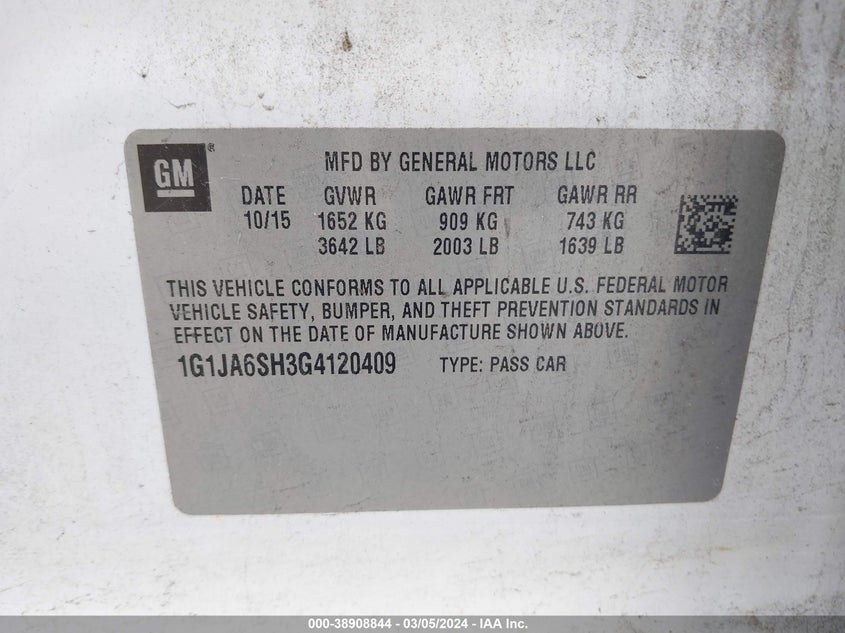 GM®
MFD BY GENERAL MOTORS LLC
DATE GVWR GAWR FRT GAWR RR
10/15 1652 KG 909 KG 743 KG
3642 LB 2003 LB 1639 LB
THIS VEHICLE CONFORMS TO ALL APPLICABLE U.S. FEDERAL MOTOR
VEHICLE SAFETY, BUMPER, AND THEFT PREVENTION STANDARDS IN
EFFECT ON THE DATE OF MANUFACTURE SHOWN ABOVE.
1G1JA6SH3G4120409 TYPE: PASS CAR
000-38908844 - 03/05/2024 - IAA Inc.